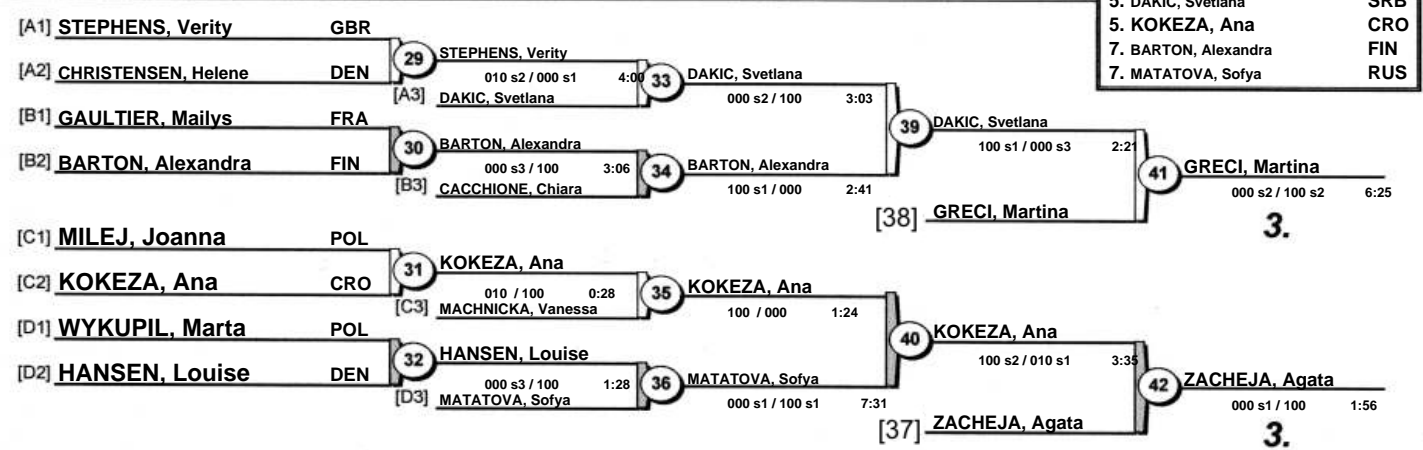 5. DAKIC, Svetlana SRB
5. KOKEZA, Ana CRO
7. BARTON, Alexandra FIN
7. MATATOVA, Sofya RUS
[A1] STEPHENS, Verity GBR
[A2] CHRISTENSEN, Helene DEN
29
STEPHENS, Verity
010 s2 / 000 s1 4:00
[A3] DAKIC, Svetlana
33
DAKIC, Svetlana
000 s2 / 100 3:03
[B1] GAULTIER, Mailys FRA
[B2] BARTON, Alexandra FIN
30
BARTON, Alexandra
000 s3 / 100 3:06
[B3] CACCHIONE, Chiara
34
BARTON, Alexandra
100 s1 / 000 2:41
39
DAKIC, Svetlana
100 s1 / 000 s3 2:21
[38] GRECI, Martina
41
GRECI, Martina
000 s2 / 100 s2 6:25
3.
[C1] MILEJ, Joanna POL
[C2] KOKEZA, Ana CRO
31
KOKEZA, Ana
010 / 100 0:28
[C3] MACHNICKA, Vanessa
35
KOKEZA, Ana
100 / 000 1:24
[D1] WYKUPIL, Marta POL
[D2] HANSEN, Louise DEN
32
HANSEN, Louise
000 s3 / 100 1:28
[D3] MATATOVA, Sofya
36
MATATOVA, Sofya
000 s1 / 100 s1 7:31
40
KOKEZA, Ana
100 s2 / 010 s1 3:35
[37] ZACHEJA, Agata
42
ZACHEJA, Agata
000 s1 / 100 1:56
3.